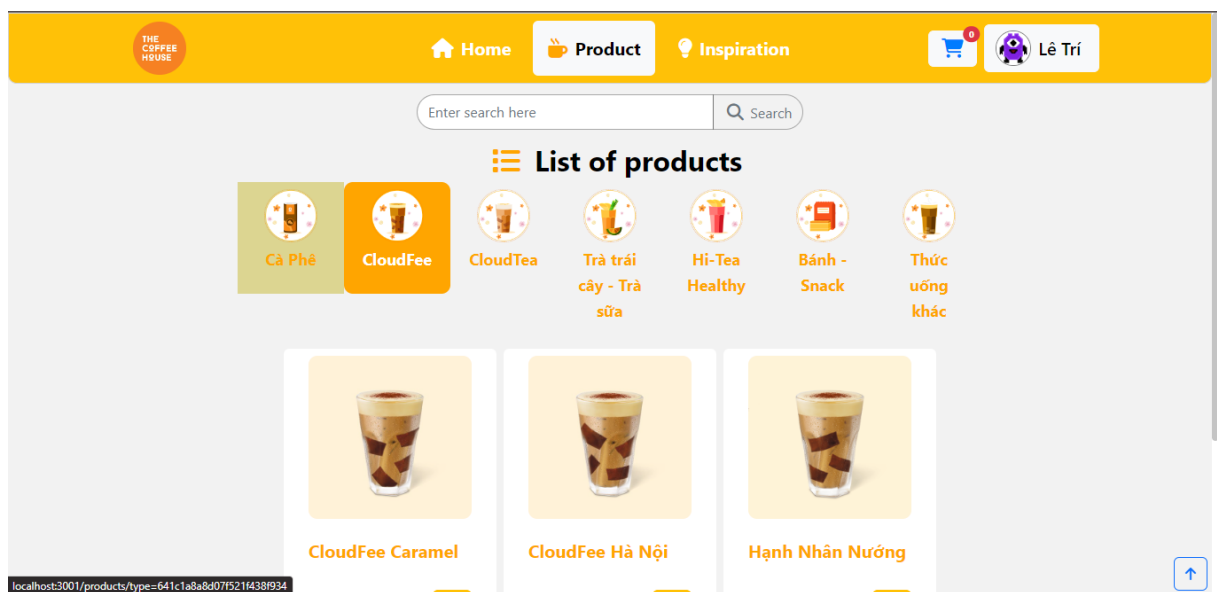 THE
COFFEE
HOUSE
Home
Product
Inspiration
0
Lê Trí
Enter search here
Search
List of products
Cà Phê
CloudFee
CloudTea
Trà trái
cây - Trà
sữa
Hi-Tea
Healthy
Bánh -
Snack
Thức
uống
khác
CloudFee Caramel
CloudFee Hà Nội
Hạnh Nhân Nướng
localhost:3001/products/type=641c1a8a8d07f521f438f934